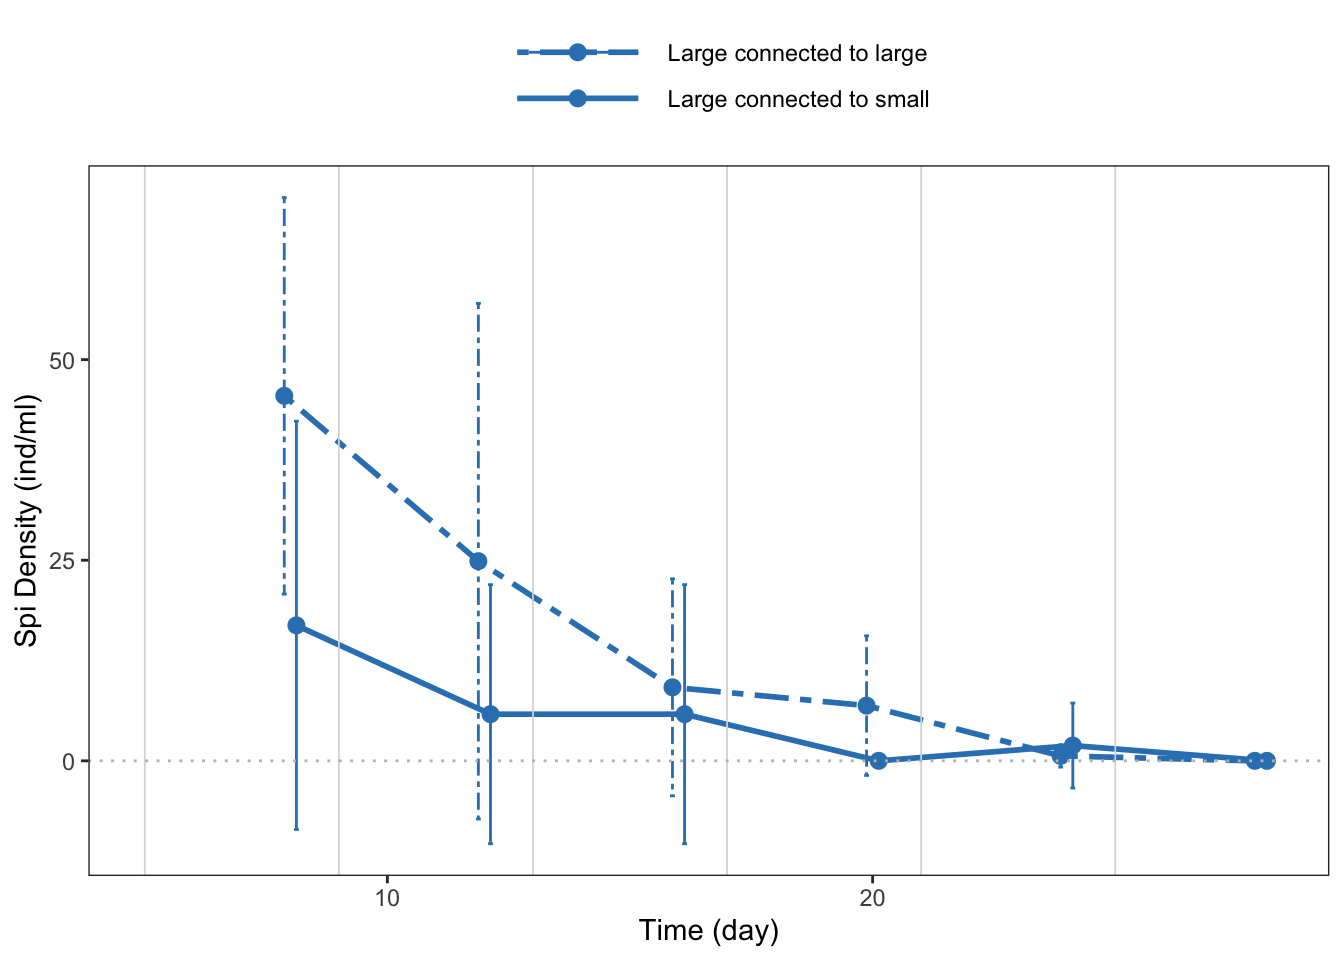 Large connected to large
Large connected to small
50
25
0
Spi Density (ind/ml)
10
20
Time (day)